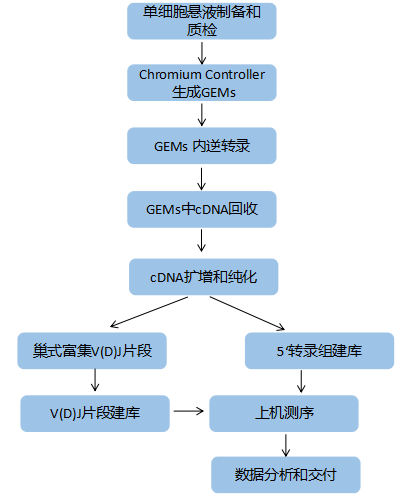 单细胞悬液制备和
质检
Chromium Controller
生成GEMs
GEMs 内逆转录
GEMs中cDNA回收
cDNA扩增和纯化
巢式富集V(D)J片段
5‘转录组建库
V(D)J片段建库
上机测序
数据分析和交付